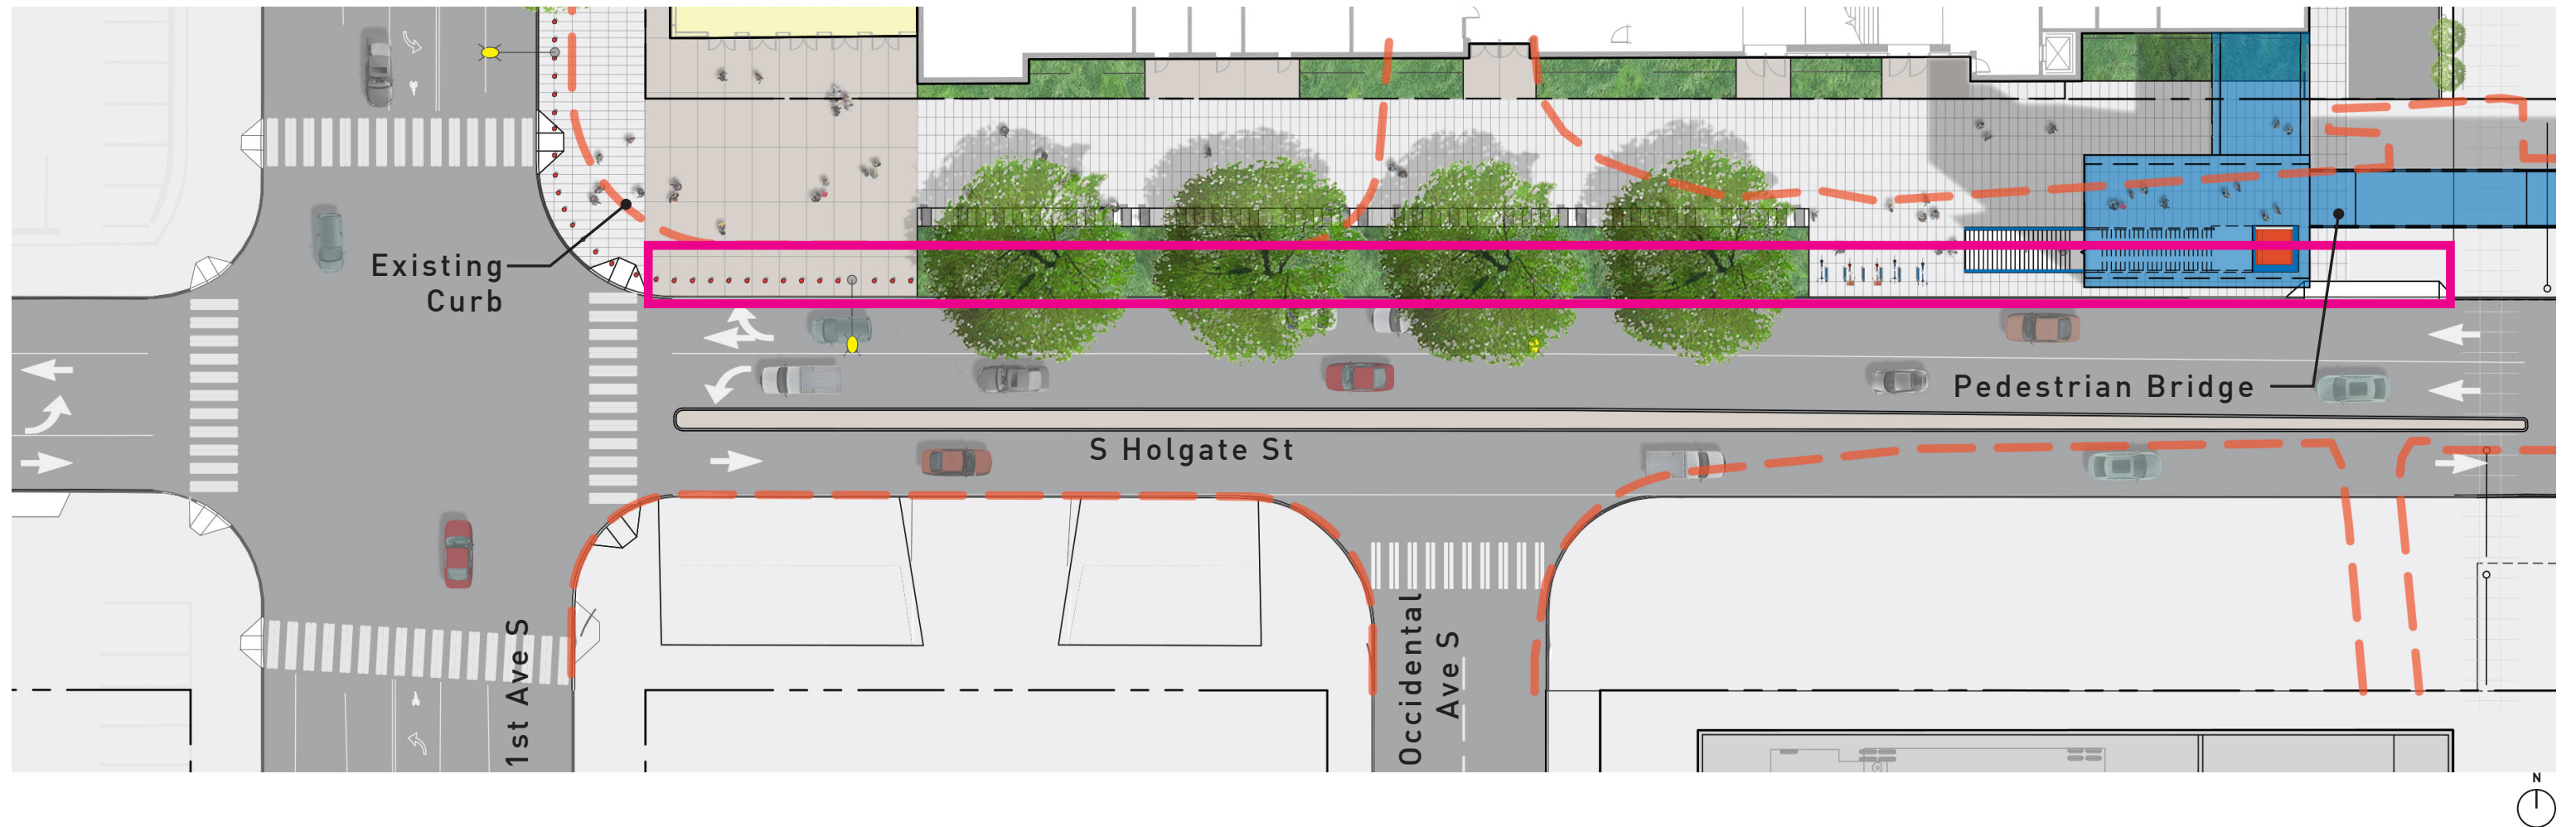 Existing
Curb
Pedestrian Bridge
S Holgate St
1st Ave S
Occidental
Ave S
N